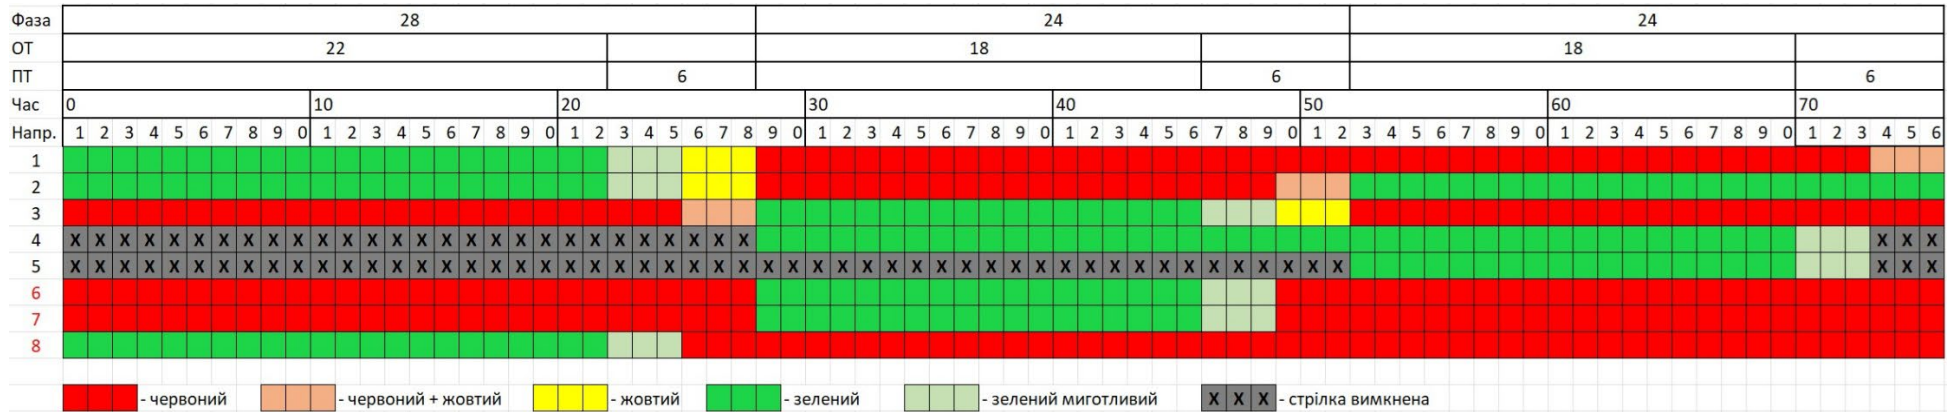 Фаза 28 24 24
ОТ 22 18 18
ПТ 6 6 6
Час 0 10 20 30 40 50 60 70
Напр. 1 2 3 4 5 6 7 8 9 0 1 2 3 4 5 6 7 8 9 0 1 2 3 4 5 6 7 8 9 0 1 2 3 4 5 6 7 8 9 0 1 2 3 4 5 6 7 8 9 0 1 2 3 4 5 6 7 8 9 0 1 2 3 4 5 6 7 8 9 0 1 2 3 4 5 6
1
2
3
4 X X X X X X X X X X X X X X X X X X X X X X X X X X X X X X X
5 X X X X X X X X X X X X X X X X X X X X X X X X X X X X X X X X X X X X X X X X X X X X X X X X X X X X X X X
6
7
8
- червоний - червоний + жовтий - жовтий - зелений - зелений миготливий X X X - стрілка вимкнена